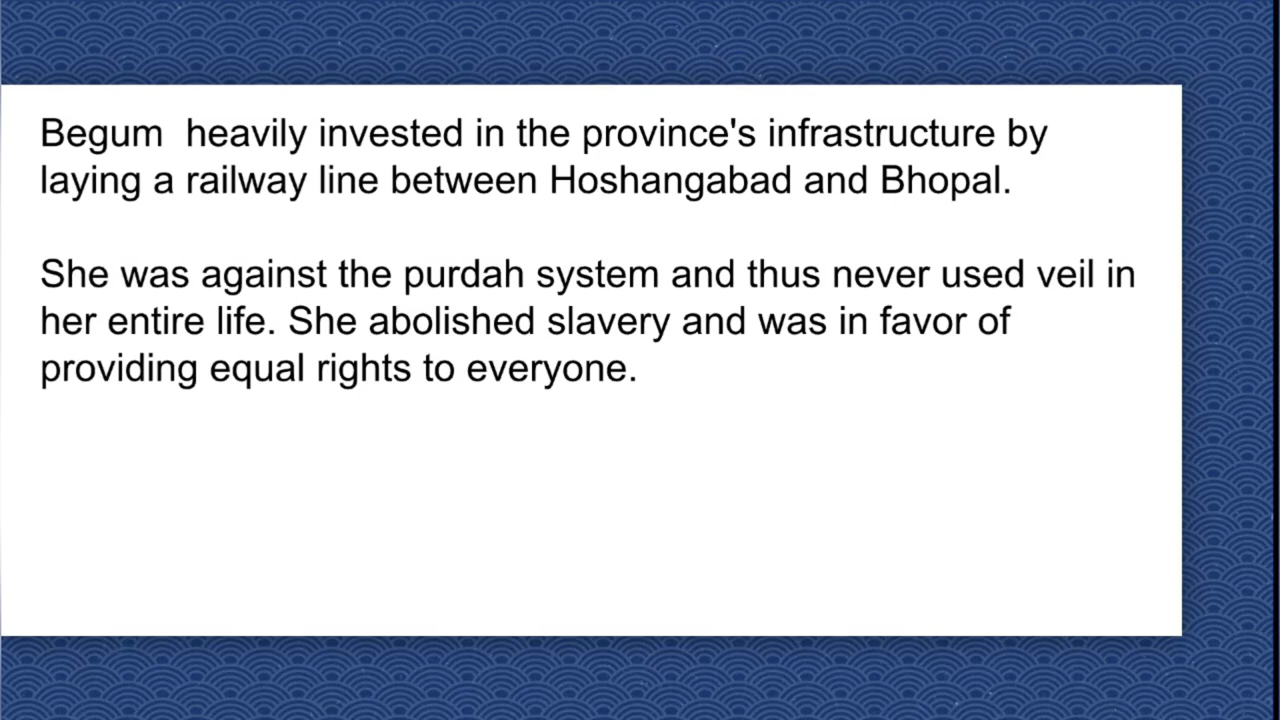 Begum  heavily invested in the province's infrastructure by
laying a railway line between Hoshangabad and Bhopal.
She was against the purdah system and thus never used veil in
her entire life. She abolished slavery and was in favor of
providing equal rights to everyone.